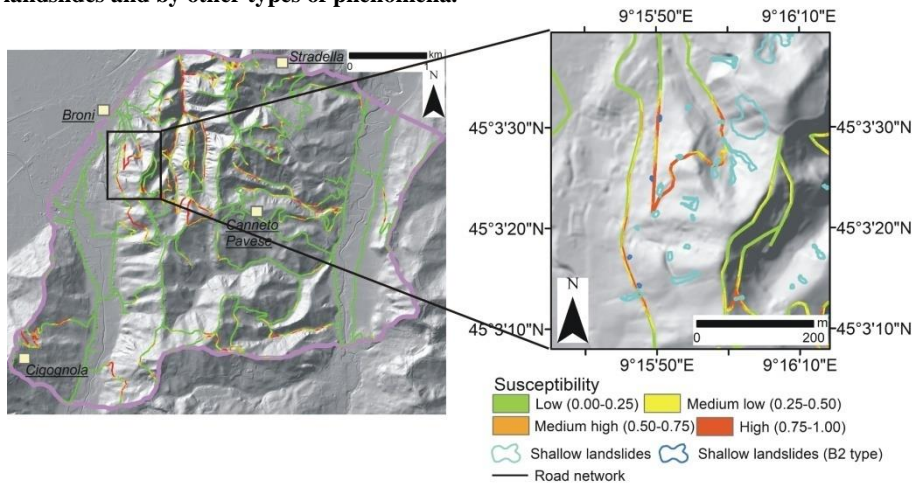 landslides and by other types of phenomena.
Stradella
km
0 1
N
Broni
Canneto
Pavese
Cigognola
9°15'50"E 9°16'10"E
45°3'30"N 45°3'30"N
45°3'20"N 45°3'20"N
45°3'10"N 45°3'10"N
N
m
0 200
9°15'50"E 9°16'10"E
Susceptibility
Low (0.00-0.25) Medium low (0.25-0.50)
Medium high (0.50-0.75) High (0.75-1.00)
Shallow landslides Shallow landslides (B2 type)
Road network